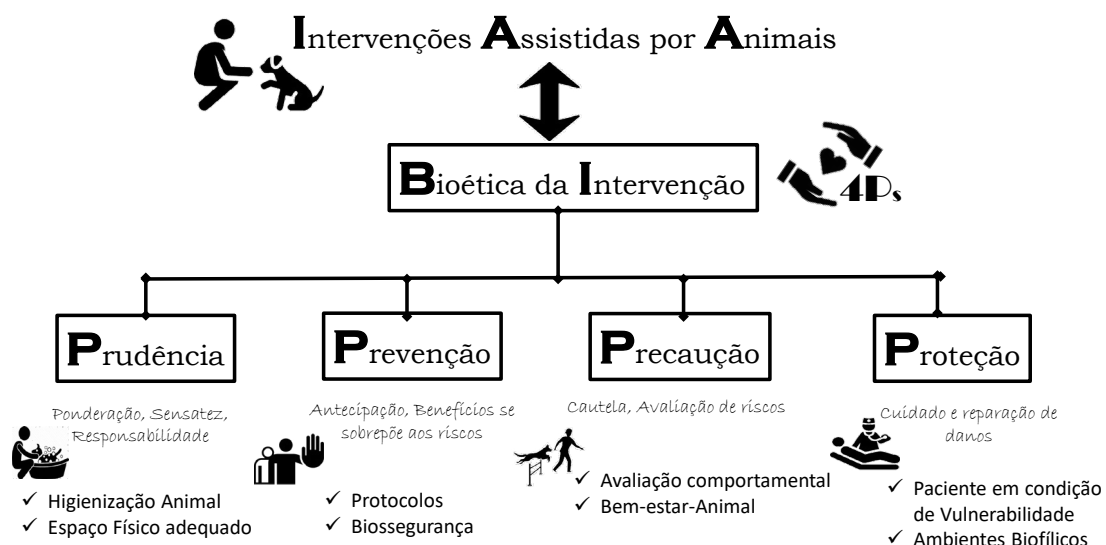 Intervenções Assistidas por Animais
Bioética da Intervenção
4Ps
Prudência
Prevenção
Precaução
Proteção
Ponderação, Sensatez,
Responsabilidade
Antecipação, Benefícios se
sobrepõe aos riscos
Cautela, Avaliação de riscos
Cuidado e reparação de
danos
✓ Higienização Animal
✓ Espaço Físico adequado
✓ Protocolos
✓ Biossegurança
✓ Avaliação comportamental
✓ Bem-estar-Animal
✓ Paciente em condição
de Vulnerabilidade
✓ Ambientes Biofílicos